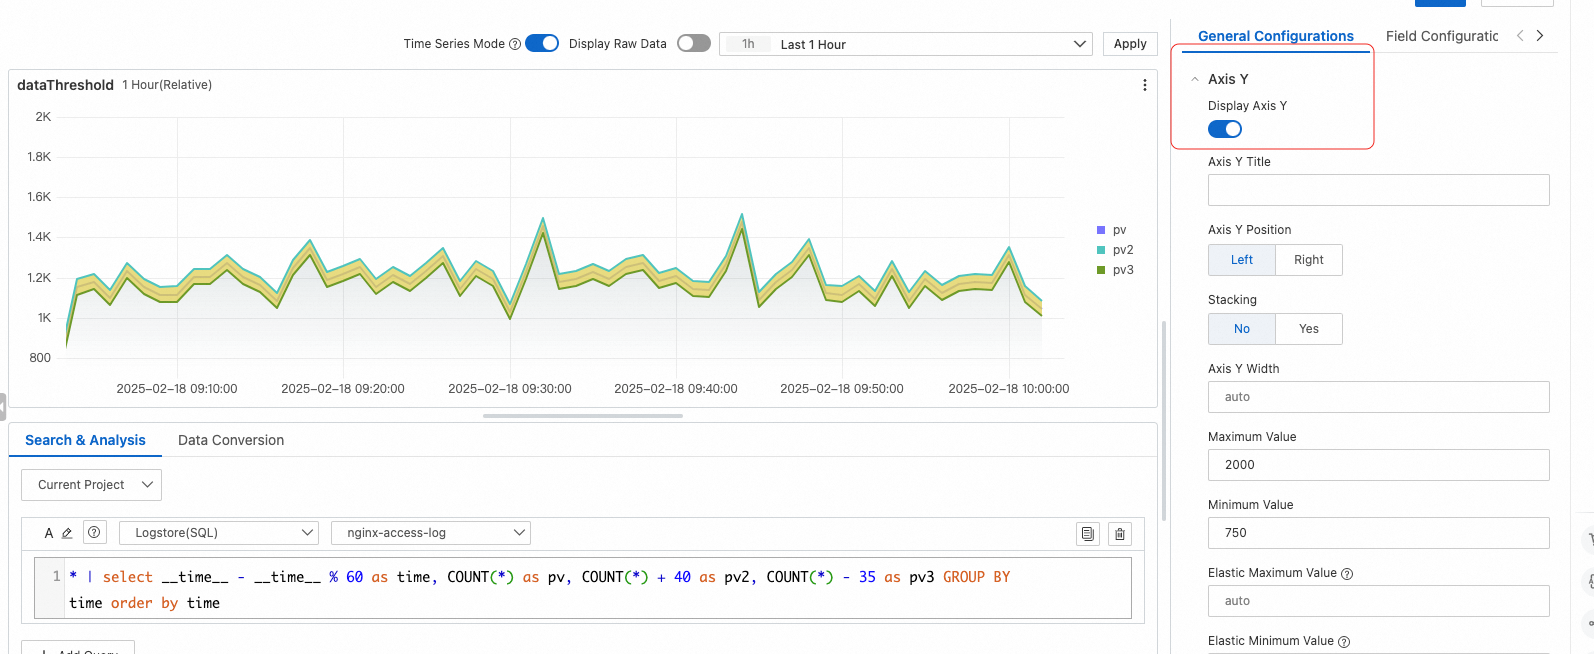 Time Series Mode
Display Raw Data
1h Last 1 Hour
Apply
General Configurations
Field Configuratic
dataThreshold 1 Hour(Relative)
2K
1.8K
1.6K
1.4K
1.2K
1K
800
2025-02-18 09:10:00
2025-02-18 09:20:00
2025-02-18 09:30:00
2025-02-18 09:40:00
2025-02-18 09:50:00
2025-02-18 10:00:00
pv
pv2
pv3
Axis Y
Display Axis Y
Axis Y Title
Axis Y Position
Left Right
Stacking
No Yes
Axis Y Width
auto
Maximum Value
2000
Minimum Value
750
Elastic Maximum Value
auto
Elastic Minimum Value
Search & Analysis Data Conversion
Current Project
A Logstore(SQL) nginx-access-log
1 * | select __time__ - __time__ % 60 as time, COUNT(*) as pv, COUNT(*) + 40 as pv2, COUNT(*) - 35 as pv3 GROUP BY
time order by time
Add Query